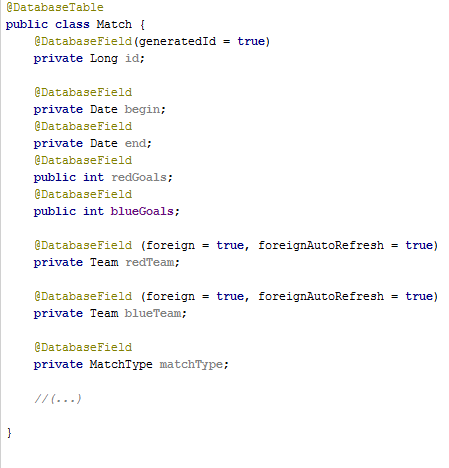 @DatabaseTable
public class Match {
    @DatabaseField(generatedId = true)
    private Long id;

    @DatabaseField
    private Date begin;
    @DatabaseField
    private Date end;
    @DatabaseField
    public int redGoals;
    @DatabaseField
    public int blueGoals;

    @DatabaseField (foreign = true, foreignAutoRefresh = true)
    private Team redTeam;

    @DatabaseField (foreign = true, foreignAutoRefresh = true)
    private Team blueTeam;

    @DatabaseField
    private MatchType matchType;

    //(...)

}